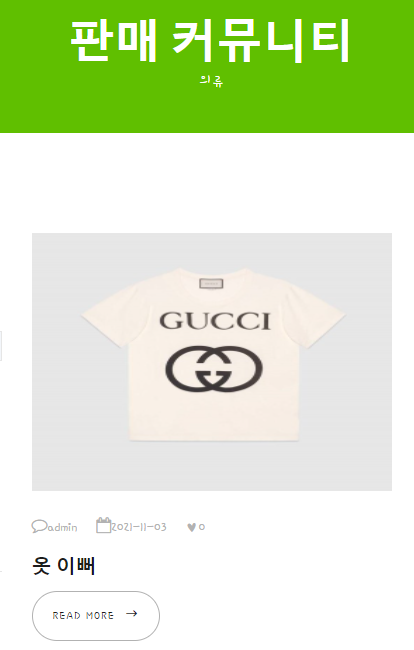 판매 커뮤니티
의류
GUCCI
admin 2021-11-03 0
옷 이뻐
READ MORE →